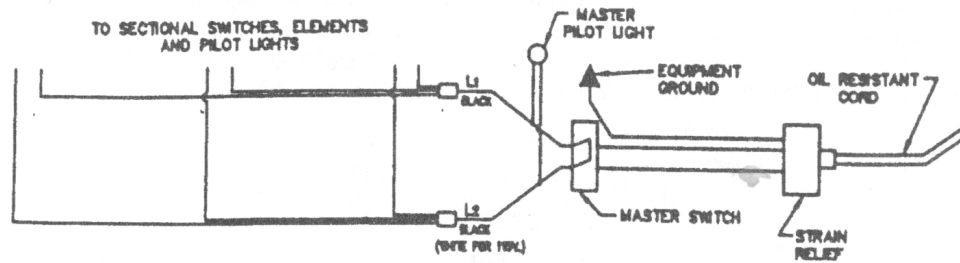 TO SECTIONAL SWITCHES, ELEMENTS
AND PILOT LIGHTS
MASTER
PILOT LIGHT
EQUIPMENT
GROUND
OIL RESISTANT
CORD
L1
BLACK
L2
BLACK
(WHITE FOR 115V.)
MASTER SWITCH
STRAIN
RELIEF